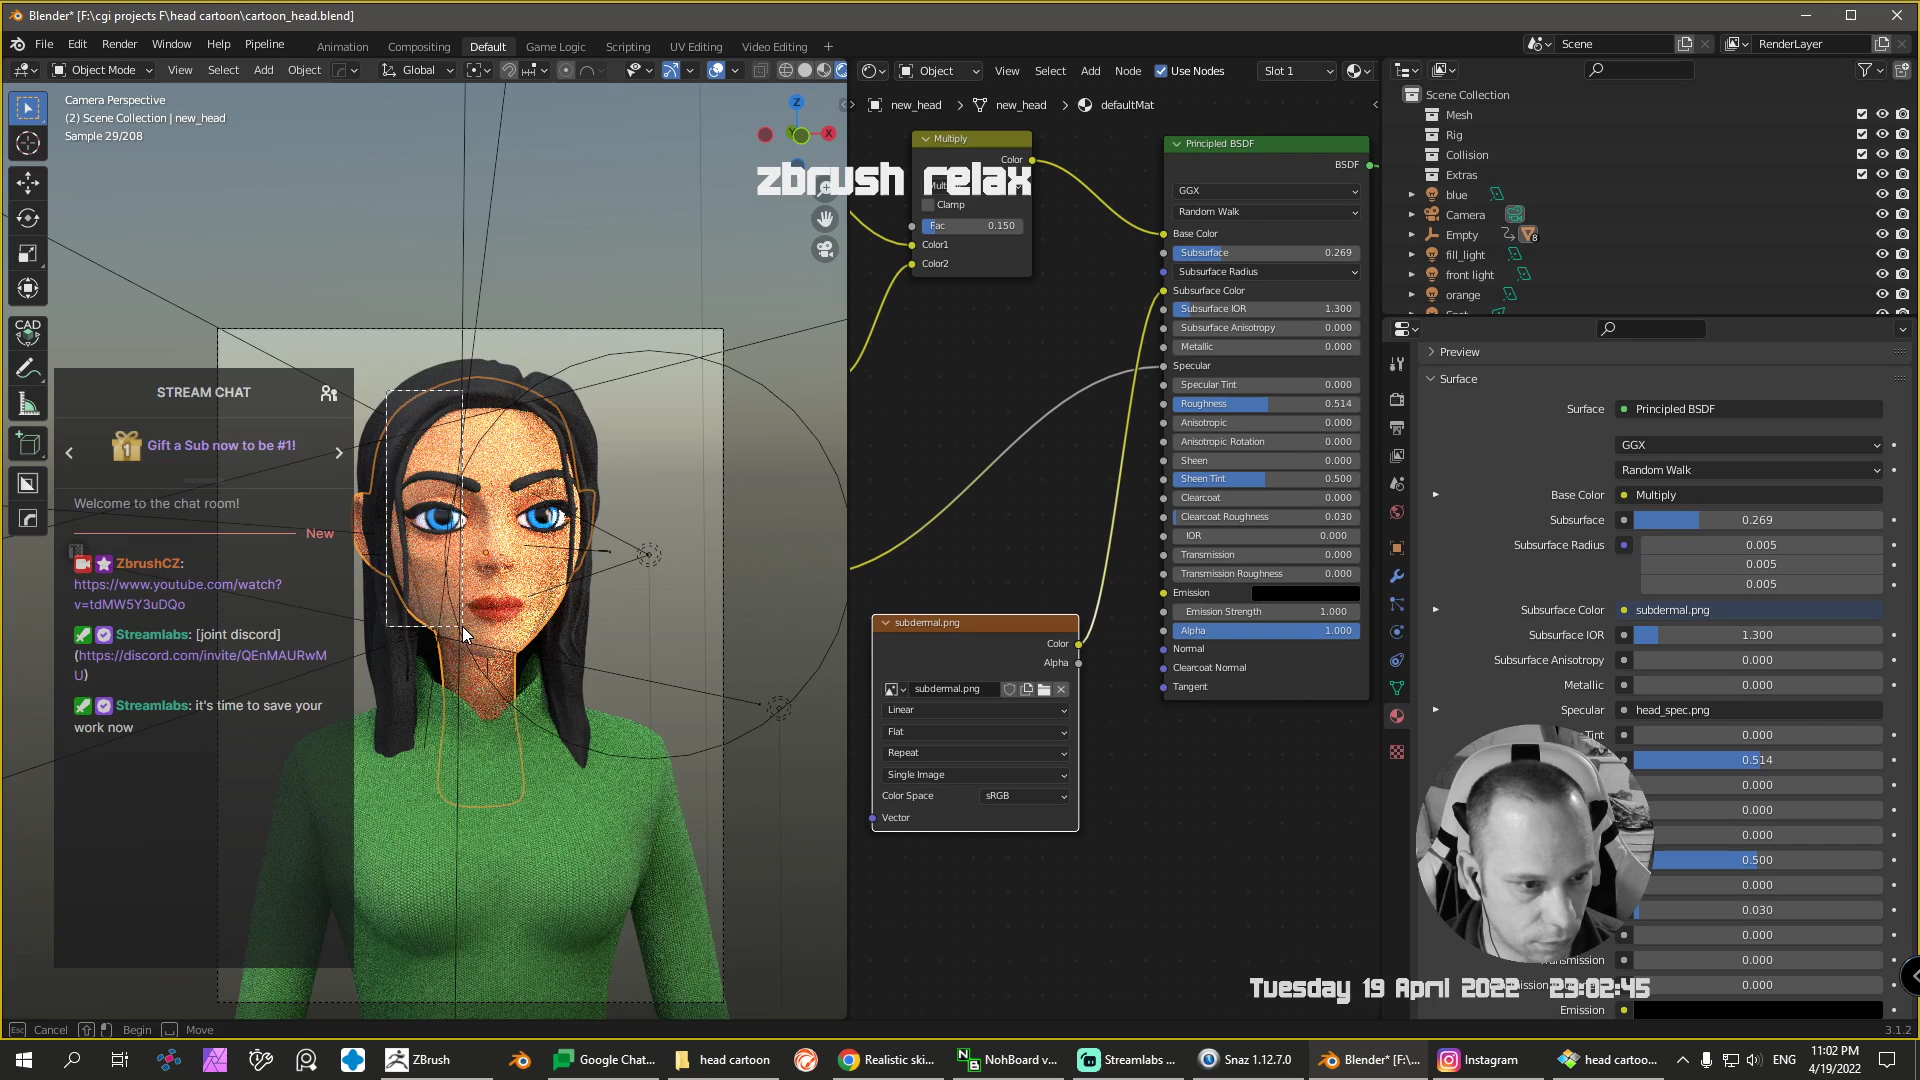 Blender* [F:\cgi projects F\head cartoon\cartoon_head.blend]
File Edit Render Window Help Pipeline
Animation Compositing Default Game Logic Scripting UV Editing Video Editing +
Scene RenderLayer
Object Mode View Select Add Object Global
Object View Select Add Node Use Nodes Slot 1
Camera Perspective
(2) Scene Collection | new_head
Sample 29/208
Z
X
Y
CAD
new_head > new_head > defaultMat
zbrush relax
Multiply
Color
Clamp
Fac 0.150
Color1
Color2
Principled BSDF
BSDF
GGX
Random Walk
Base Color
Subsurface 0.269
Subsurface Radius
Subsurface Color
Subsurface IOR 1.300
Subsurface Anisotropy 0.000
Metallic 0.000
Specular
Specular Tint 0.000
Roughness 0.514
Anisotropic 0.000
Anisotropic Rotation 0.000
Sheen 0.000
Sheen Tint 0.500
Clearcoat 0.000
Clearcoat Roughness 0.030
IOR 0.000
Transmission 0.000
Transmission Roughness 0.000
Emission
Emission Strength 1.000
Alpha 1.000
Normal
Clearcoat Normal
Tangent
subdermal.png
Color
Alpha
subdermal.png
Linear
Flat
Repeat
Single Image
Color Space sRGB
Vector
Scene Collection
Mesh
Rig
Collision
Extras
blue
Camera
Empty 8
fill_light
front light
orange
Preview
Surface
Surface Principled BSDF
GGX
Random Walk
Base Color Multiply
Subsurface 0.269
Subsurface Radius 0.005
0.005
0.005
Subsurface Color subdermal.png
Subsurface IOR 1.300
Subsurface Anisotropy 0.000
Metallic 0.000
Specular head_spec.png
Tint 0.000
0.514
0.000
0.000
0.000
0.500
0.000
0.030
0.000
0.000
0.000
Emission
STREAM CHAT
1 Gift a Sub now to be #1!
Welcome to the chat room!
New
ZbrushCZ:
https://www.youtube.com/watch?
v=tdMW5Y3uDQo
Streamlabs: [joint discord]
(https://discord.com/invite/QEnMAURwM
U)
Streamlabs: it's time to save your
work now
Tuesday 19 April 2022 23:02:45
Esc Cancel Begin Move
3.1.2
ZBrush Google Chat... head cartoon Realistic ski... NohBoard v... Streamlabs ... Snaz 1.12.7.0 Blender* [F:\... Instagram head cartoo... ENG
11:02 PM
4/19/2022